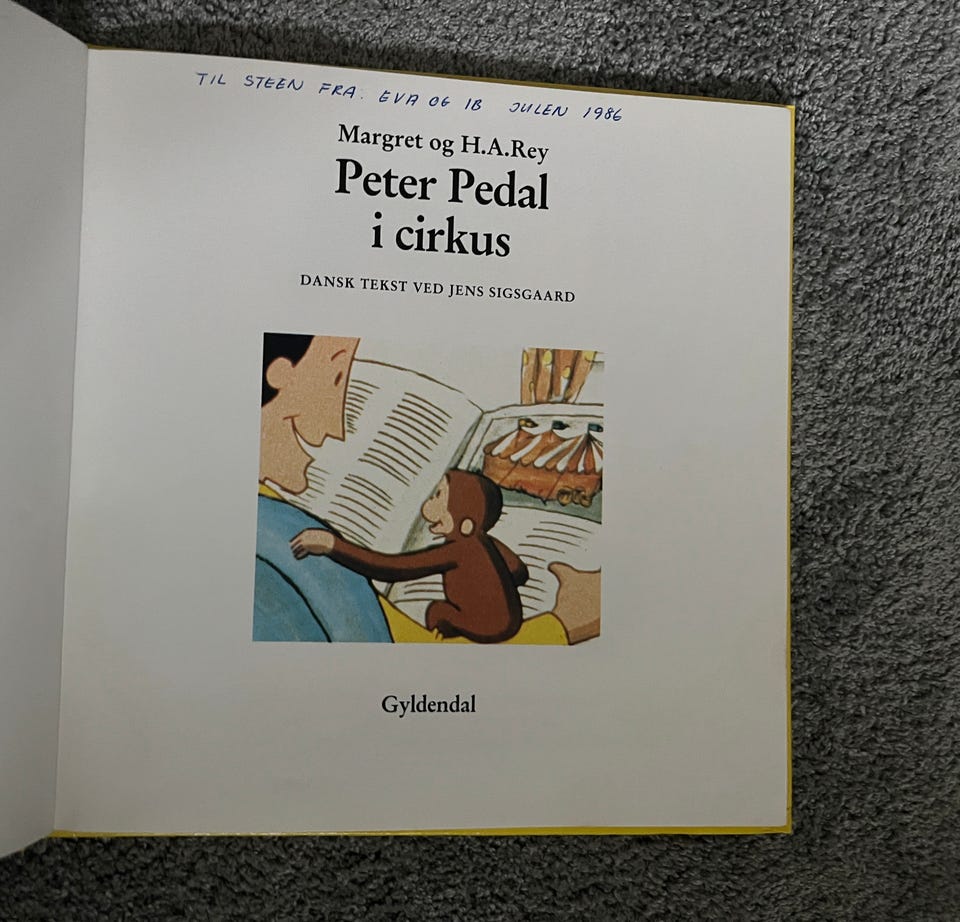 TIL STEEN FRA. EVA OG IB JULEN 1986
Margret og H.A.Rey
Peter Pedal
i cirkus
DANSK TEKST VED JENS SIGSGAARD
Gyldendal